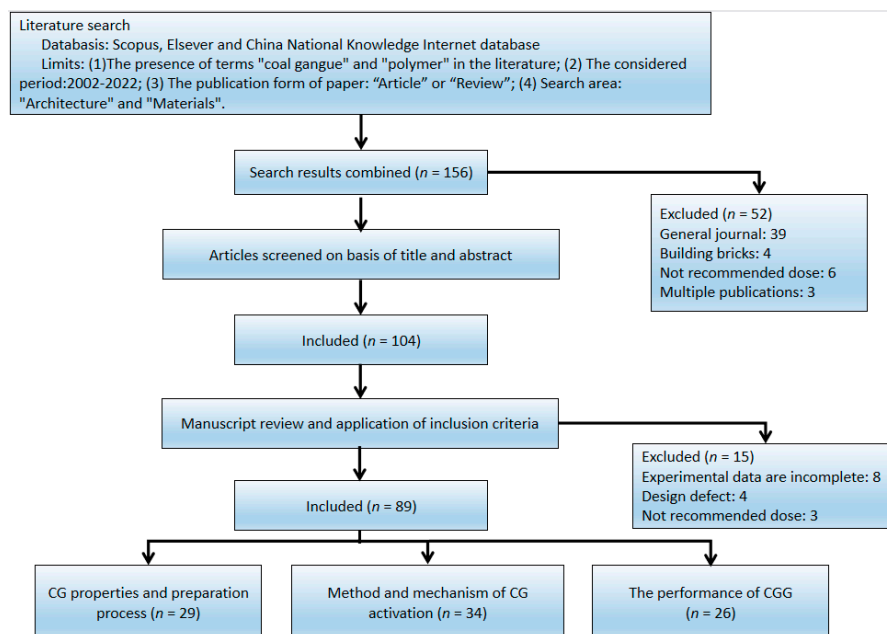 Literature search
Databasis: Scopus, Elsever and China National Knowledge Internet database
Limits: (1)The presence of terms "coal gangue" and "polymer" in the literature; (2) The considered
period:2002-2022; (3) The publication form of paper: “Article” or “Review”; (4) Search area:
"Architecture" and "Materials".
Search results combined (n = 156)
Excluded (n = 52)
General journal: 39
Building bricks: 4
Not recommended dose: 6
Multiple publications: 3
Articles screened on basis of title and abstract
Included (n = 104)
Manuscript review and application of inclusion criteria
Excluded (n = 15)
Experimental data are incomplete: 8
Design defect: 4
Not recommended dose: 3
Included (n = 89)
CG properties and preparation
process (n = 29)
Method and mechanism of CG
activation (n = 34)
The performance of CGG
(n = 26)